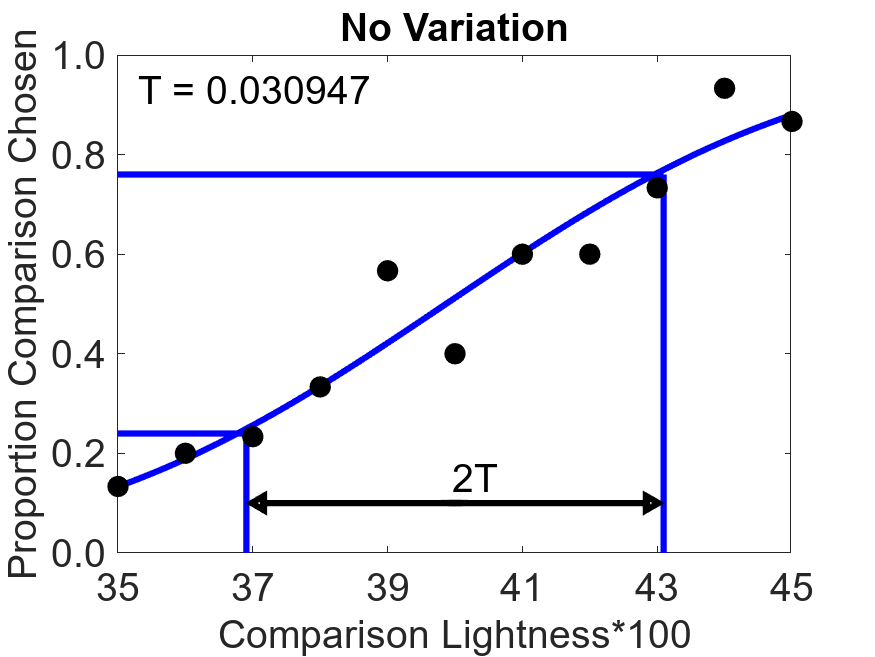 No Variation
T = 0.030947
Proportion Comparison Chosen
1.0
0.8
0.6
0.4
0.2
0.0
2T
35 37 39 41 43 45
Comparison Lightness*100